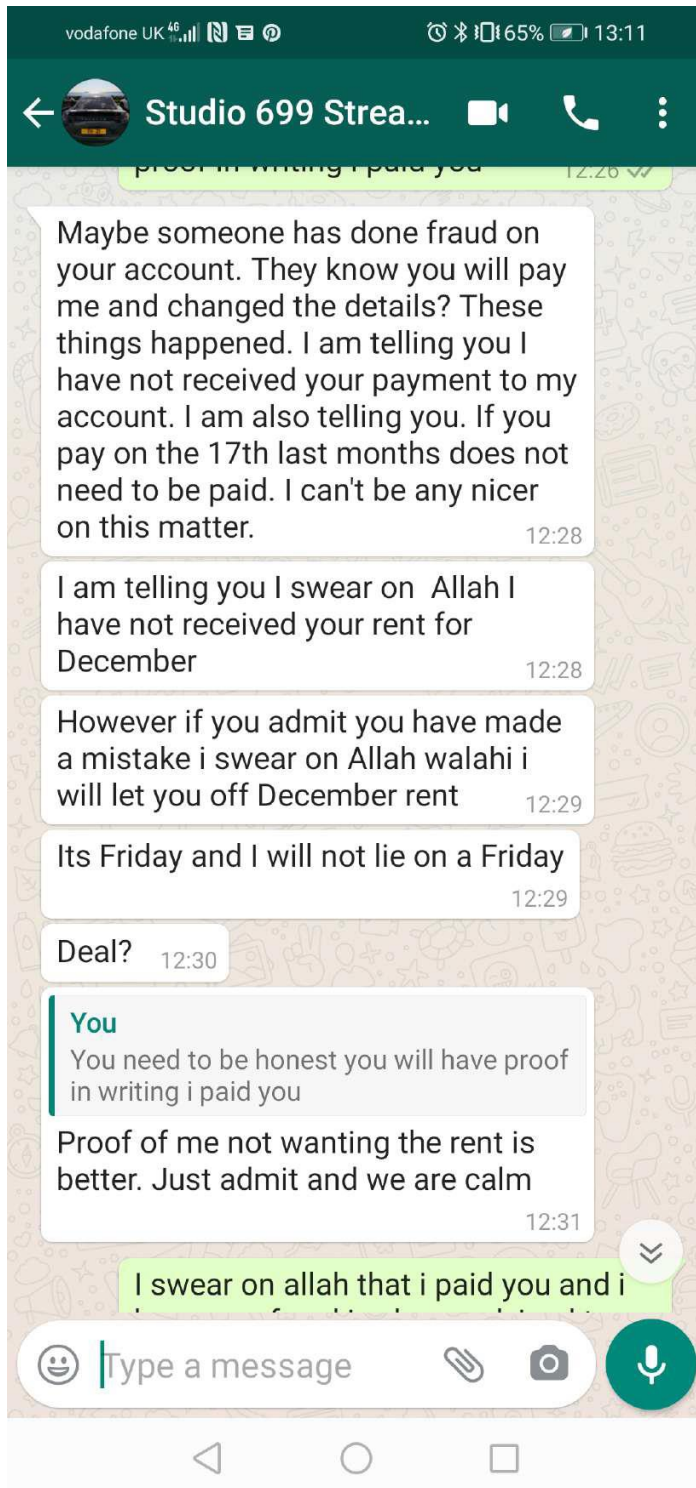 vodafone UK 4G 65% 13:11
Studio 699 Strea...
proof in writing i paid you 12:26
Maybe someone has done fraud on
your account. They know you will pay
me and changed the details? These
things happened. I am telling you I
have not received your payment to my
account. I am also telling you. If you
pay on the 17th last months does not
need to be paid. I can't be any nicer
on this matter. 12:28
I am telling you I swear on Allah I
have not received your rent for
December 12:28
However if you admit you have made
a mistake i swear on Allah walahi i
will let you off December rent 12:29
Its Friday and I will not lie on a Friday
12:29
Deal? 12:30
You
You need to be honest you will have proof
in writing i paid you
Proof of me not wanting the rent is
better. Just admit and we are calm
12:31
I swear on allah that i paid you and i
Type a message